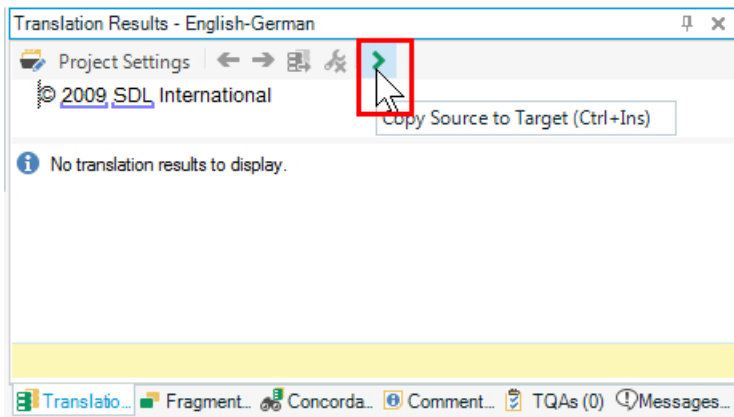 Translation Results - English-German
Project Settings
© 2009 SDL International
Copy Source to Target (Ctrl+Ins)
No translation results to display.
Translatio... Fragment... Concorda... Comment... TQAs (0) Messages...